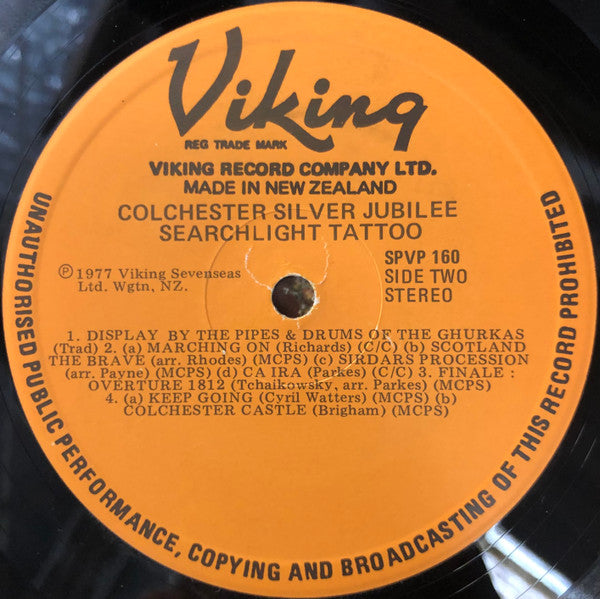 Viking
REG TRADE MARK
VIKING RECORD COMPANY LTD.
MADE IN NEW ZEALAND
COLCHESTER SILVER JUBILEE
SEARCHLIGHT TATTOO
℗ 1977 Viking Sevenseas
Ltd. Wgtn, NZ.
SPVP 160
SIDE TWO
STEREO
1. DISPLAY BY THE PIPES & DRUMS OF THE GHURKAS
(Trad) 2. (a) MARCHING ON (Richards) (C/C) (b) SCOTLAND
THE BRAVE (arr. Rhodes) (MCPS) (c) SIRDARS PROCESSION
(arr. Payne) (MCPS) (d) CA IRA (Parkes) (C/C) 3. FINALE :
OVERTURE 1812 (Tchaikowsky, arr. Parkes) (MCPS)
4. (a) KEEP GOING (Cyril Watters) (MCPS) (b)
COLCHESTER CASTLE (Brigham) (MCPS)
UNAUTHORISED PUBLIC PERFORMANCE, COPYING AND BROADCASTING OF THIS RECORD PROHIBITED